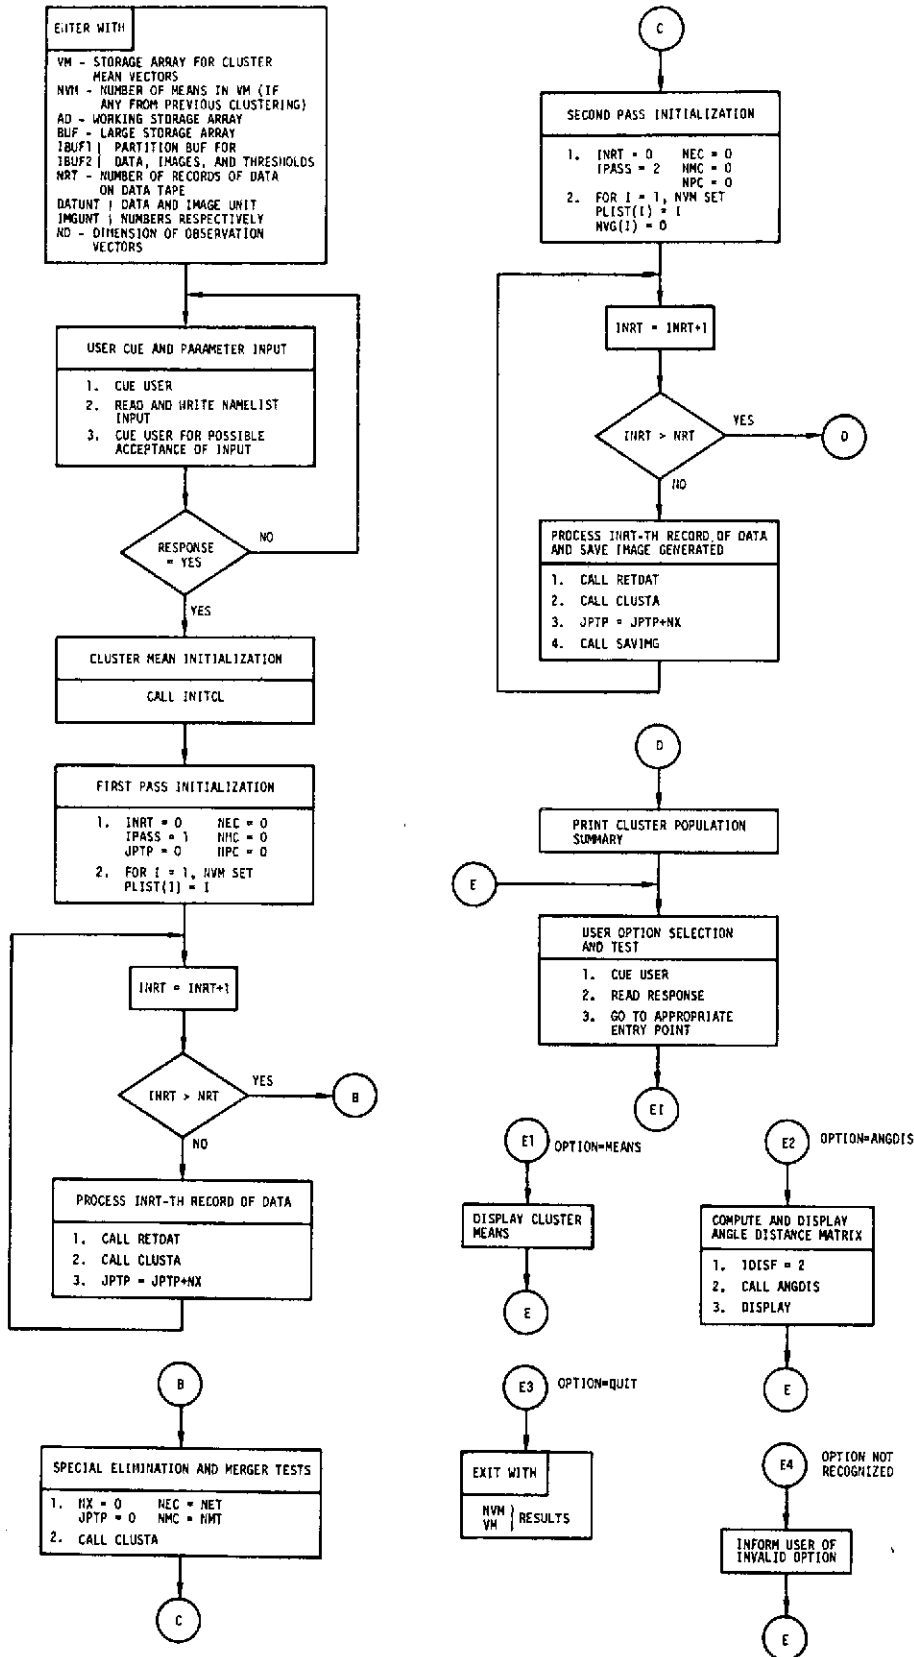 ENTER WITH
VM - STORAGE ARRAY FOR CLUSTER
MEAN VECTORS
NVM - NUMBER OF MEANS IN VM (IF
ANY FROM PREVIOUS CLUSTERING)
AD - WORKING STORAGE ARRAY
BUF - LARGE STORAGE ARRAY
IBUF1 | PARTITION BUF FOR
IBUF2 | DATA, IMAGES, AND THRESHOLDS
NRT - NUMBER OF RECORDS OF DATA
ON DATA TAPE
DATUNT | DATA AND IMAGE UNIT
IMGUNT | NUMBERS RESPECTIVELY
ND - DIMENSION OF OBSERVATION
VECTORS
USER CUE AND PARAMETER INPUT
1. CUE USER
2. READ AND WRITE NAMELIST
INPUT
3. CUE USER FOR POSSIBLE
ACCEPTANCE OF INPUT
RESPONSE
= YES
NO
YES
CLUSTER MEAN INITIALIZATION
CALL INITCL
FIRST PASS INITIALIZATION
1. INRT = 0 NEC = 0
IPASS = 1 NMC = 0
JPTP = 0 NPC = 0
2. FOR I = 1, NVM SET
PLIST(I) = I
INRT = INRT+1
INRT > NRT
YES
B
NO
PROCESS INRT-TH RECORD OF DATA
1. CALL RETDAT
2. CALL CLUSTA
3. JPTP = JPTP+NX
B
SPECIAL ELIMINATION AND MERGER TESTS
1. NX = 0 NEC = NET
JPTP = 0 NMC = NMT
2. CALL CLUSTA
C
C
SECOND PASS INITIALIZATION
1. INRT = 0 NEC = 0
IPASS = 2 NMC = 0
NPC = 0
2. FOR I = 1, NVM SET
PLIST(I) = I
NVG(I) = 0
INRT = INRT+1
INRT > NRT
YES
D
NO
PROCESS INRT-TH RECORD OF DATA
AND SAVE IMAGE GENERATED
1. CALL RETDAT
2. CALL CLUSTA
3. JPTP = JPTP+NX
4. CALL SAVIMG
D
PRINT CLUSTER POPULATION
SUMMARY
E
USER OPTION SELECTION
AND TEST
1. CUE USER
2. READ RESPONSE
3. GO TO APPROPRIATE
ENTRY POINT
EI
E1 OPTION=MEANS
DISPLAY CLUSTER
MEANS
E
E2 OPTION=ANGDIS
COMPUTE AND DISPLAY
ANGLE DISTANCE MATRIX
1. IDISF = 2
2. CALL ANGDIS
3. DISPLAY
E
E3 OPTION=QUIT
EXIT WITH
NVM } RESULTS
VM
E4 OPTION NOT
RECOGNIZED
INFORM USER OF
INVALID OPTION
E